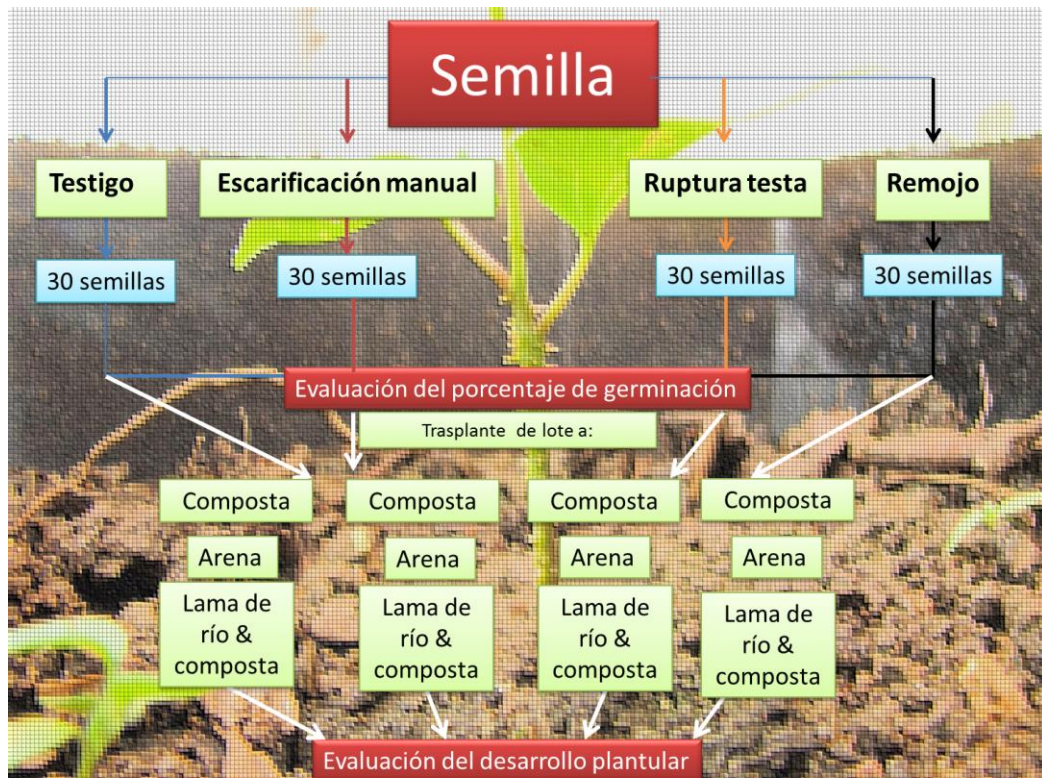 Semilla
Testigo
Escarificación manual
Ruptura testa
Remojo
30 semillas
30 semillas
30 semillas
30 semillas
Evaluación del porcentaje de germinación
Trasplante de lote a:
Composta
Composta
Composta
Composta
Arena
Arena
Arena
Arena
Lama de
río &
composta
Lama de
río &
composta
Lama de
río &
composta
Lama de
río &
composta
Evaluación del desarrollo plantular